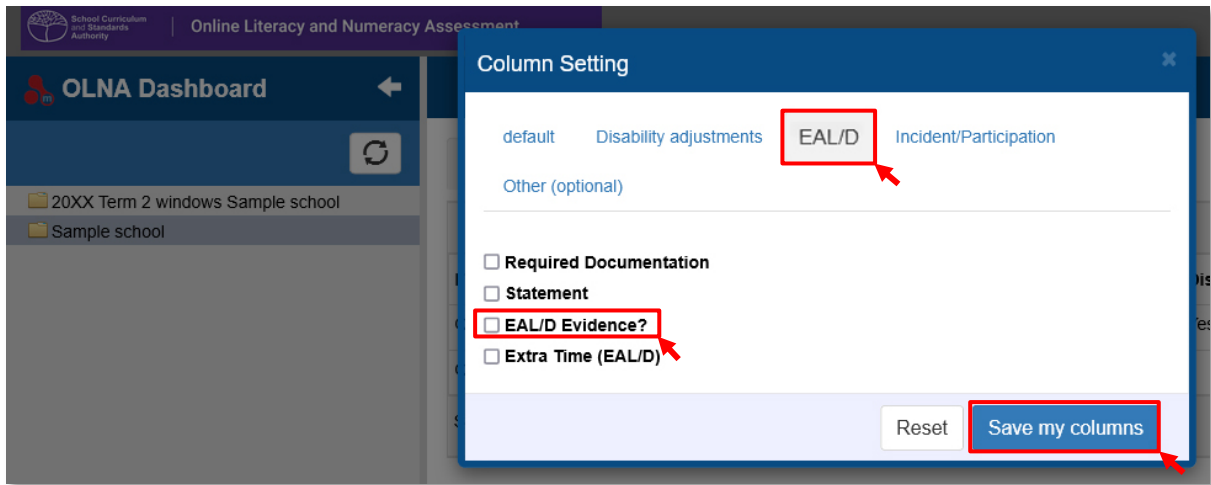 School Curriculum
and Standards
Authority
Online Literacy and Numeracy Assessment
OLNA Dashboard
20XX Term 2 windows Sample school
Sample school
Column Setting
default Disability adjustments EAL/D Incident/Participation
Other (optional)
Required Documentation
Statement
EAL/D Evidence?
Extra Time (EAL/D)
Reset Save my columns